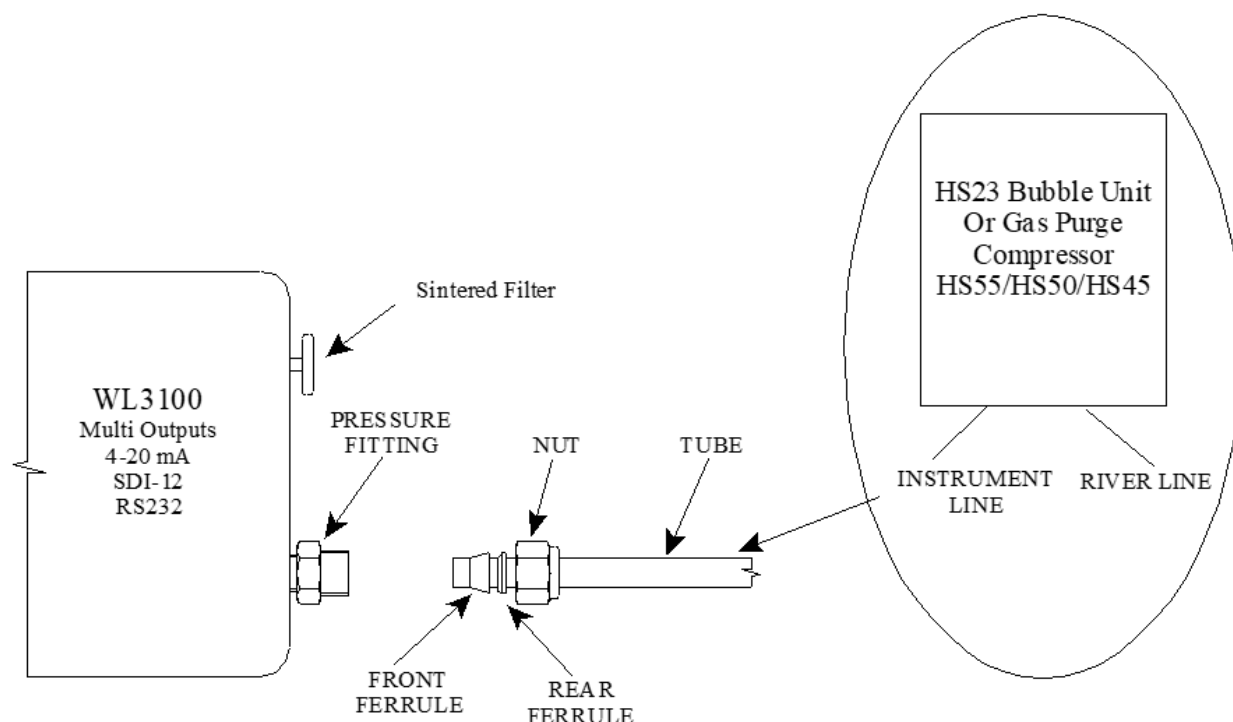 HS23 Bubble Unit
Or Gas Purge
Compressor
HS55/HS50/HS45
Sintered Filter
WL3100
Multi Outputs
4-20 mA
SDI-12
RS232
PRESSURE
FITTING
NUT
TUBE
INSTRUMENT
LINE
RIVER LINE
FRONT
FERRULE
REAR
FERRULE